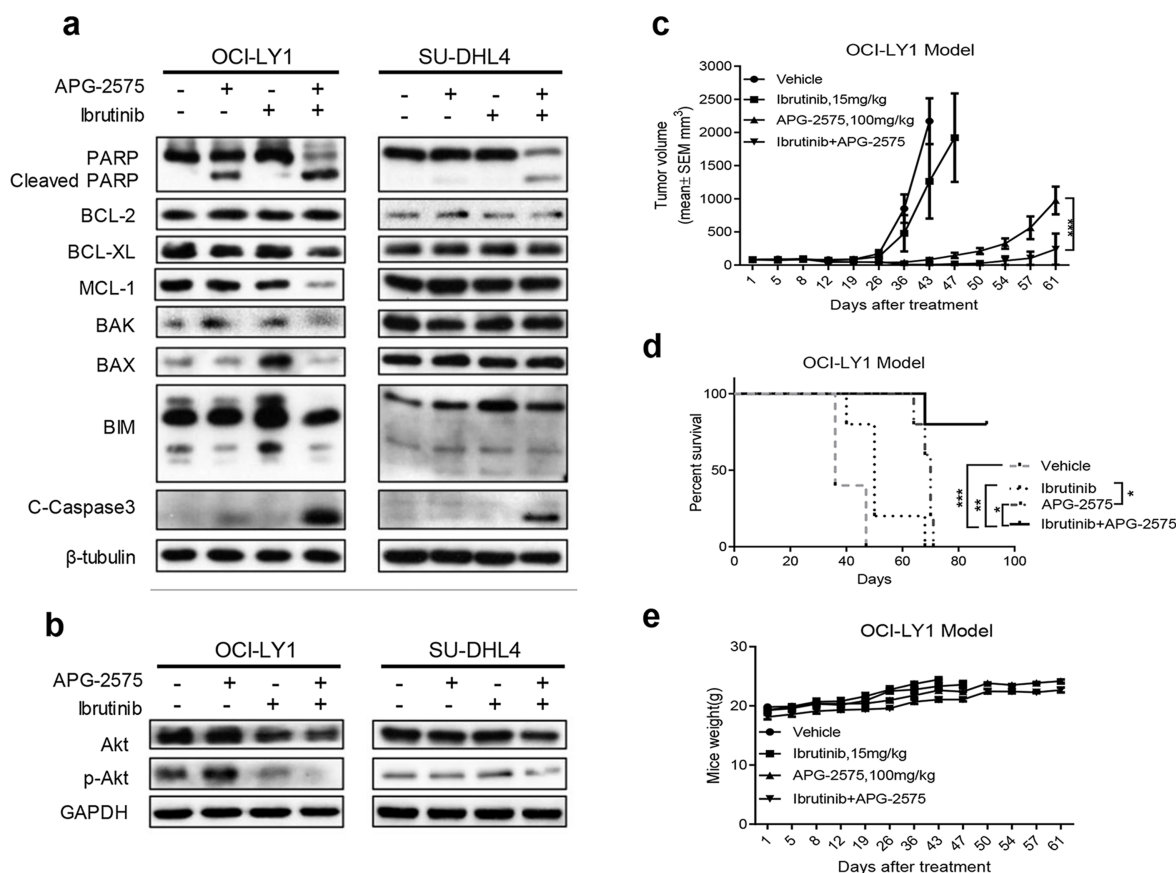 a
OCI-LY1 SU-DHL4
APG-2575 - + - + - + - +
Ibrutinib - - + + - - + +
PARP
Cleaved PARP
BCL-2
BCL-XL
MCL-1
BAK
BAX
BIM
C-Caspase3
β-tubulin
b
OCI-LY1 SU-DHL4
APG-2575 - + - + - + - +
Ibrutinib - - + + - - + +
Akt
p-Akt
GAPDH
c
OCI-LY1 Model
Tumor volume
(mean± SEM mm³)
3000
2500
2000
1500
1000
500
0
Vehicle
Ibrutinib,15mg/kg
APG-2575,100mg/kg
Ibrutinib+APG-2575
***
1 5 8 12 19 26 36 43 47 50 54 57 61
Days after treatment
d
OCI-LY1 Model
Percent survival
100
50
0
0 20 40 60 80 100
Days
Vehicle
Ibrutinib
APG-2575
Ibrutinib+APG-2575
*** ** * *
e
OCI-LY1 Model
Mice weight(g)
30
20
10
0
Vehicle
Ibrutinib,15mg/kg
APG-2575,100mg/kg
Ibrutinib+APG-2575
1 5 8 12 19 26 36 43 47 50 54 57 61
Days after treatment